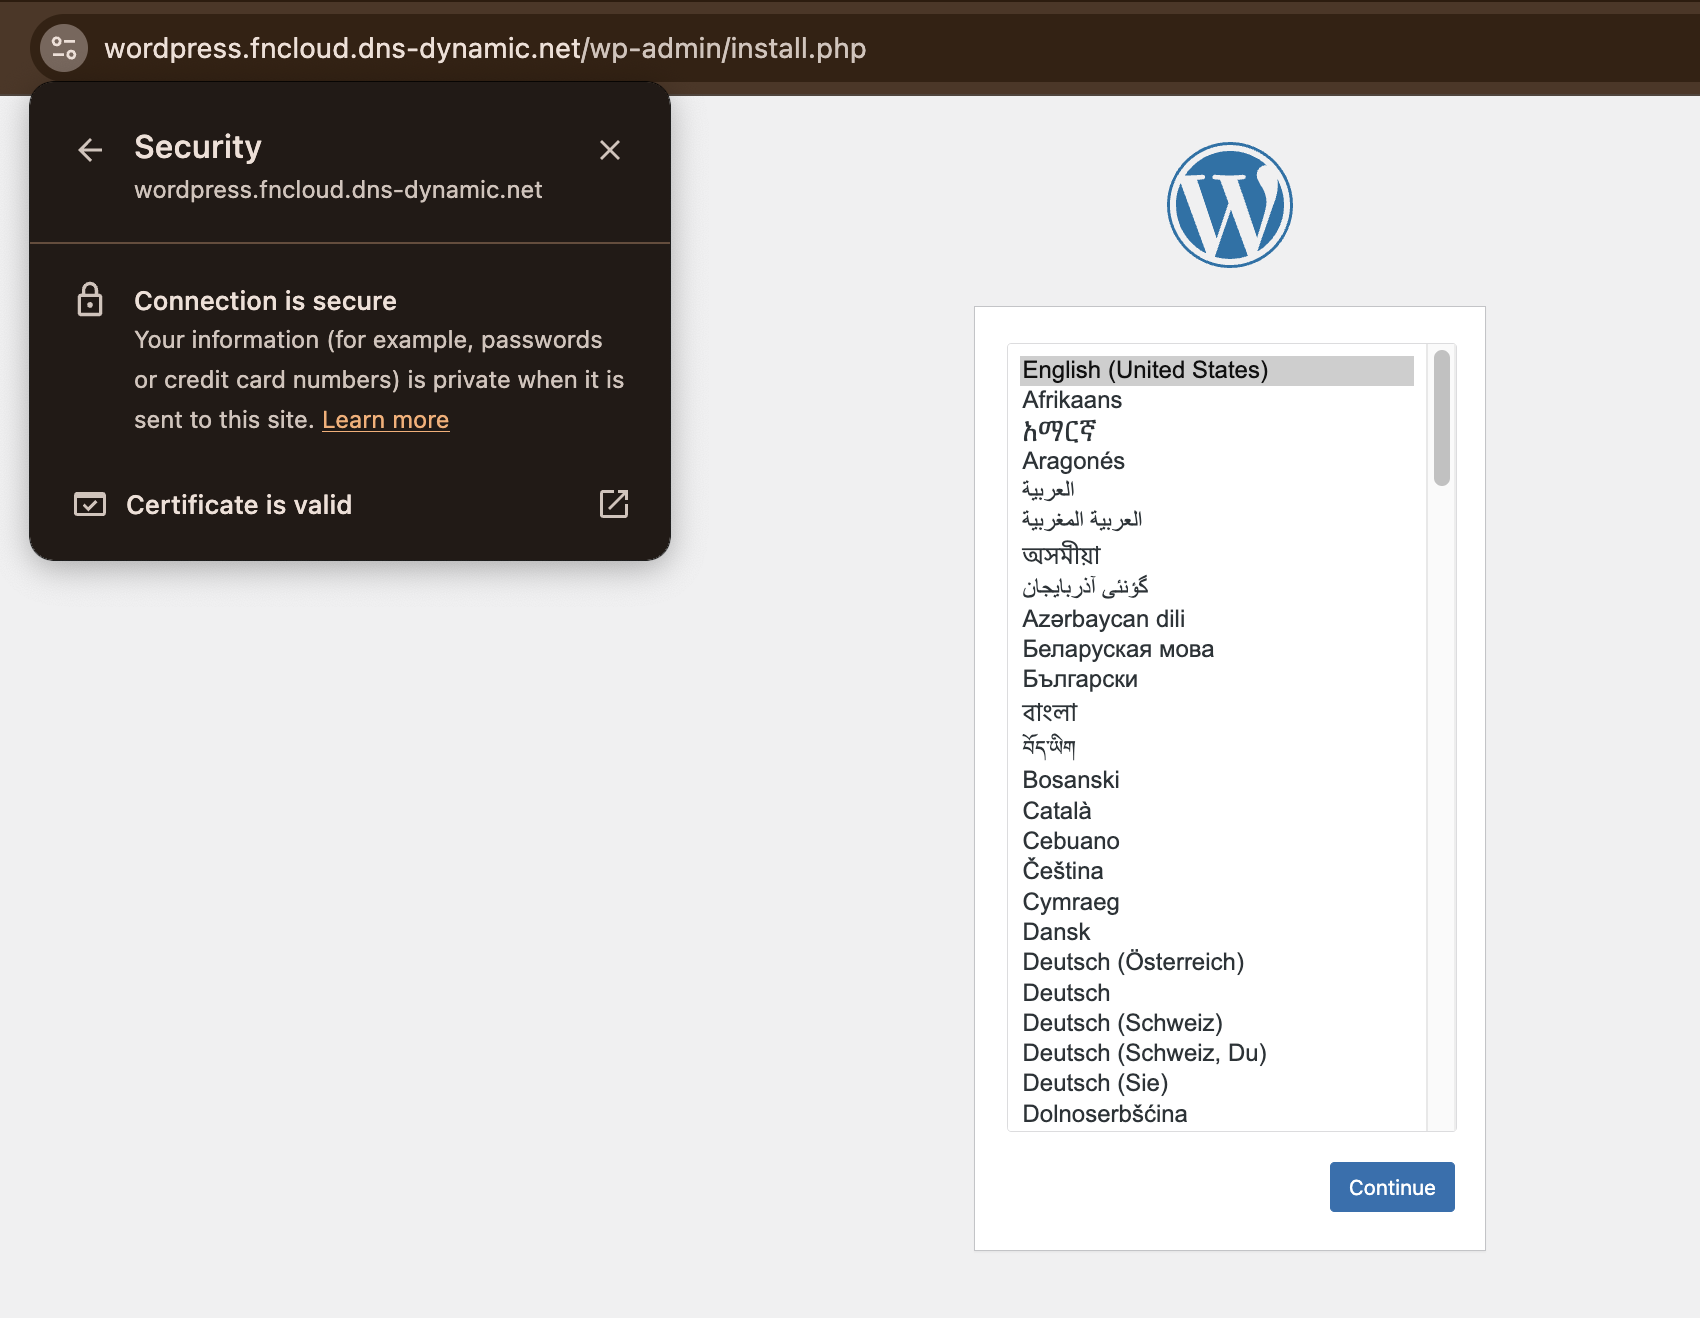 wordpress.fncloud.dns-dynamic.net/wp-admin/install.php
Security
wordpress.fncloud.dns-dynamic.net
Connection is secure
Your information (for example, passwords
or credit card numbers) is private when it is
sent to this site. Learn more
Certificate is valid
English (United States)
Afrikaans
አማርኛ
Aragonés
العربية
العربية المغربية
অসমীয়া
گؤنئی آذربایجان
Azərbaycan dili
Беларуская мова
Български
বাংলা
བོད་ཡིག
Bosanski
Català
Cebuano
Čeština
Cymraeg
Dansk
Deutsch (Österreich)
Deutsch
Deutsch (Schweiz)
Deutsch (Schweiz, Du)
Deutsch (Sie)
Dolnoserbšćina
Continue